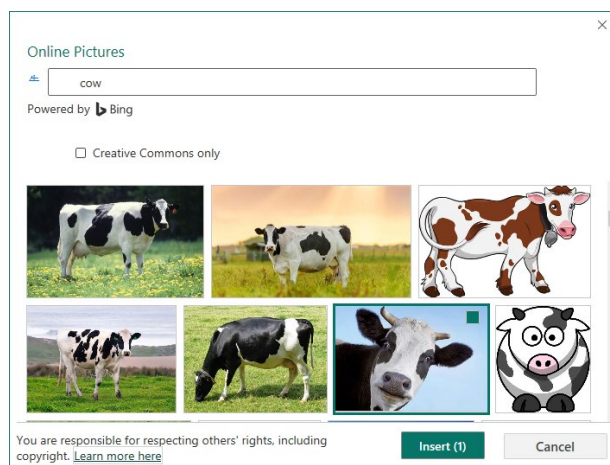 Online Pictures
cow
Powered by Bing
Creative Commons only
You are responsible for respecting others' rights, including
copyright. Learn more here
Insert (1)
Cancel